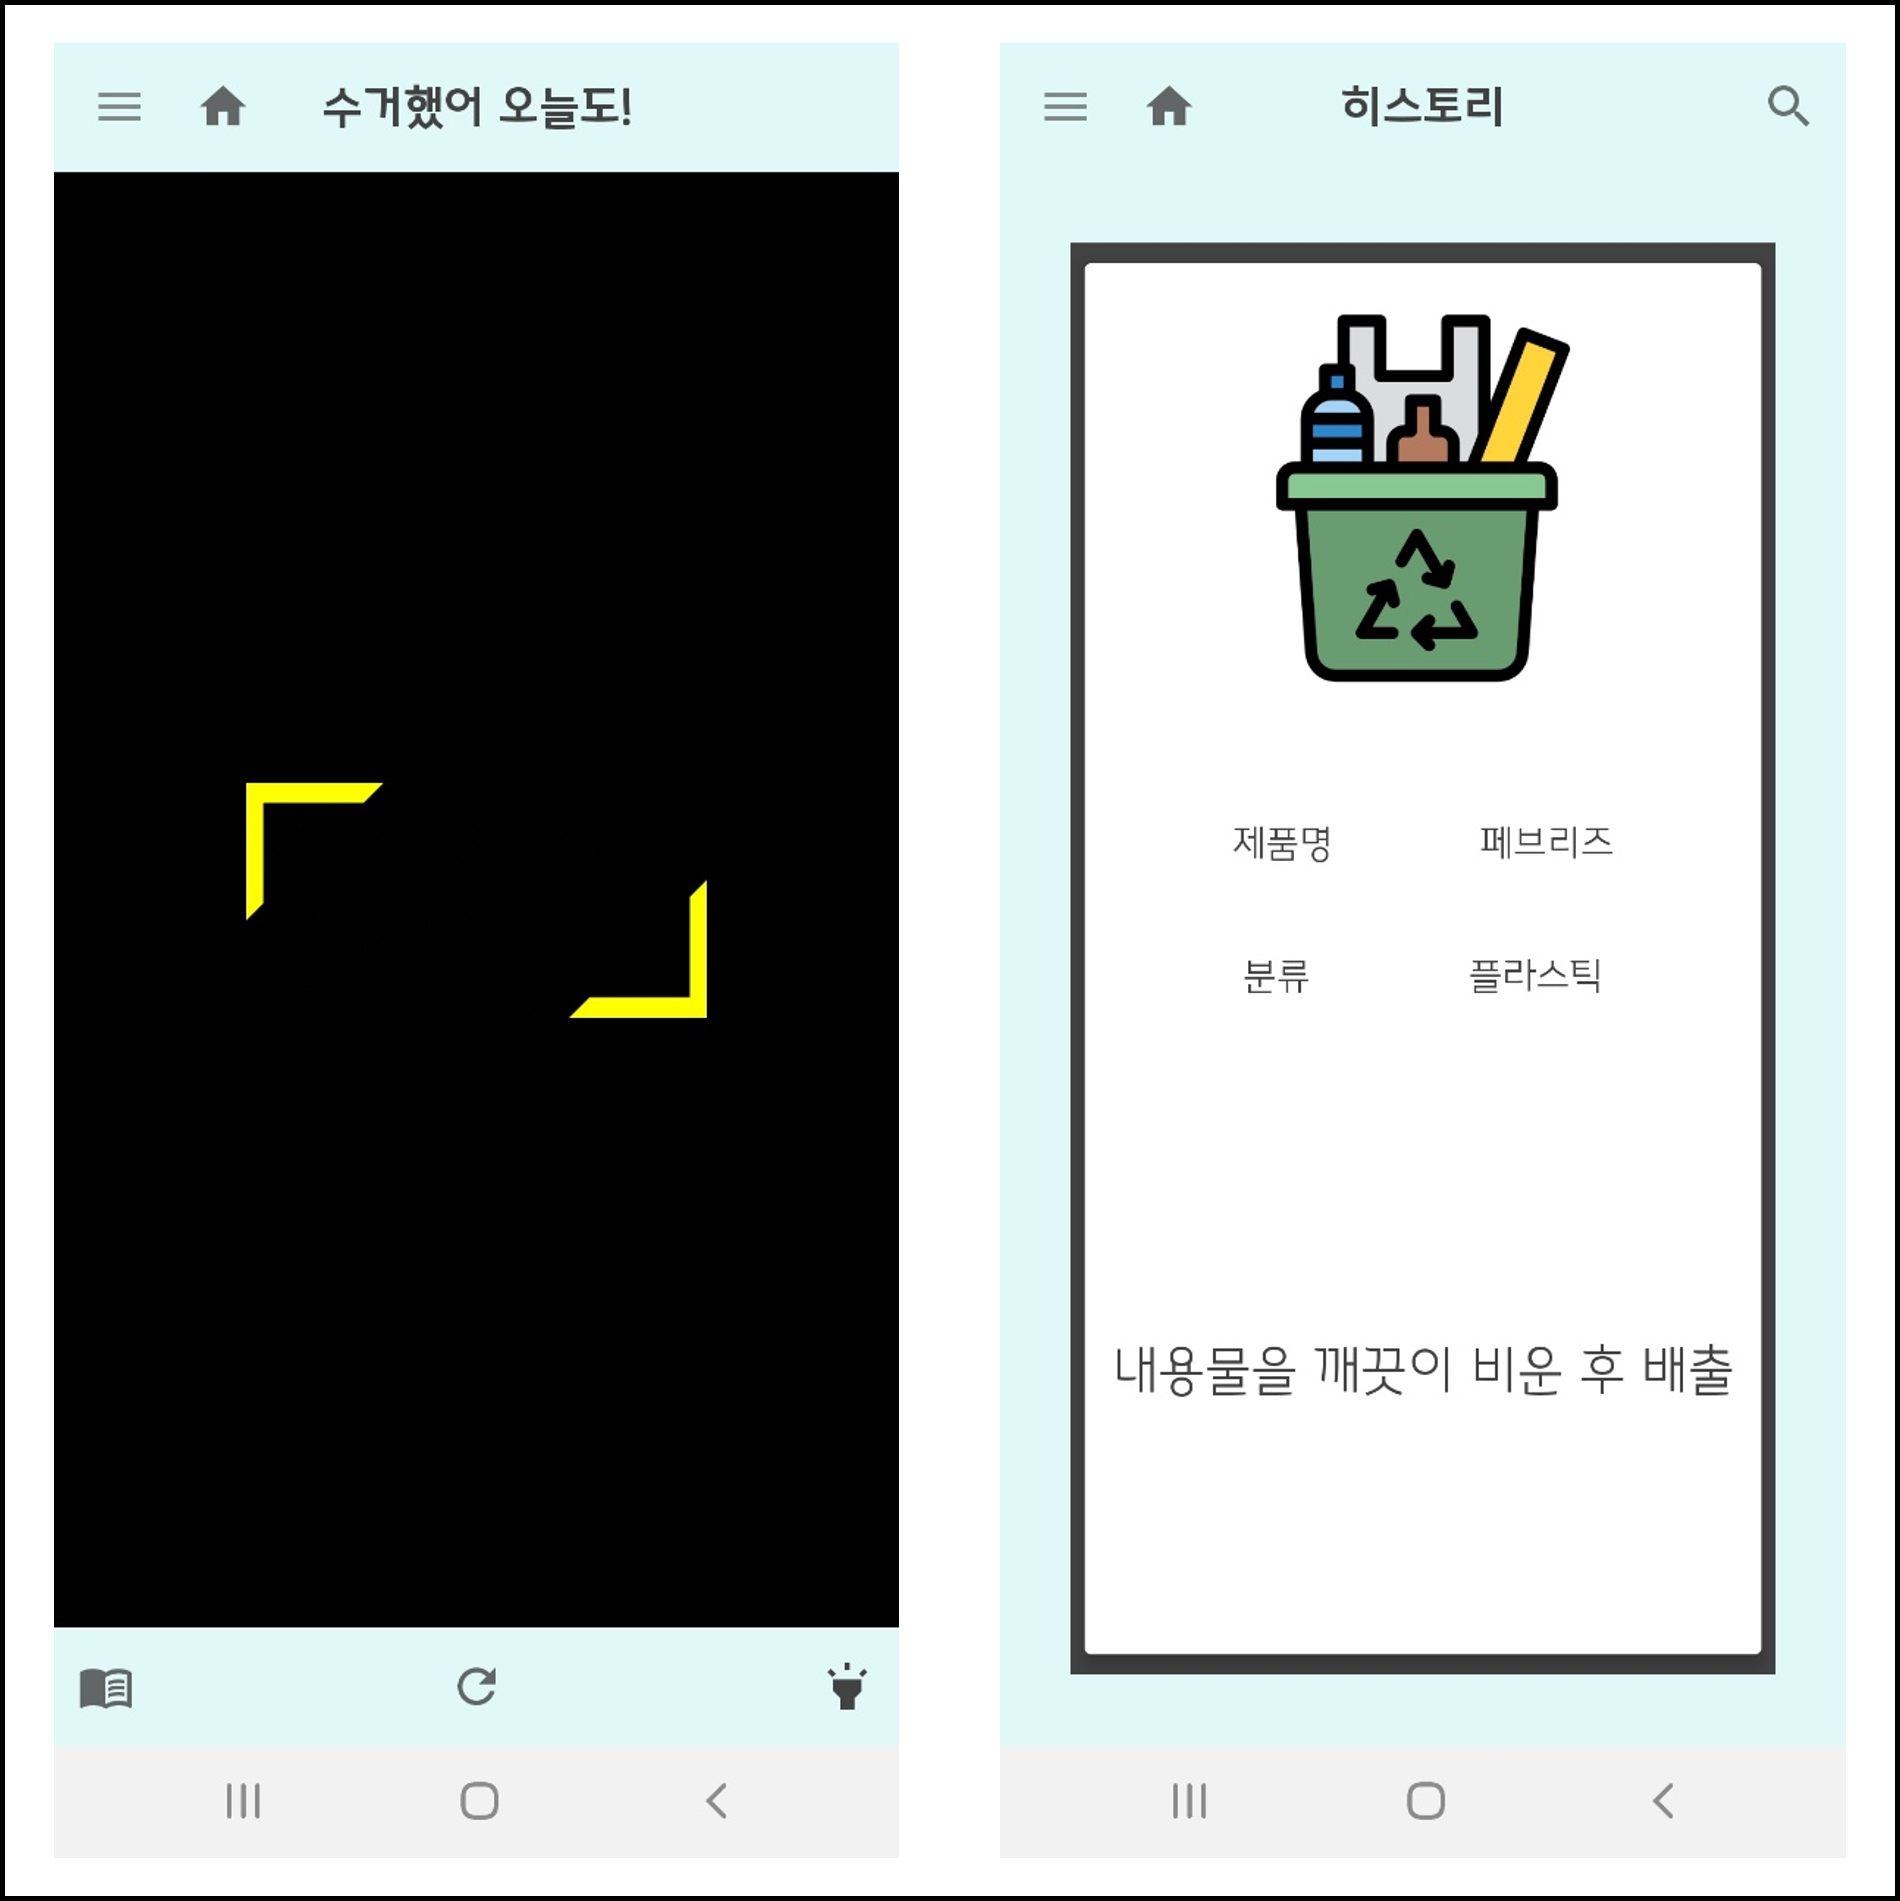 수거했어 오늘도!
히스토리
제품명 페브리즈
분류 플라스틱
내용물을 깨끗이 비운 후 배출